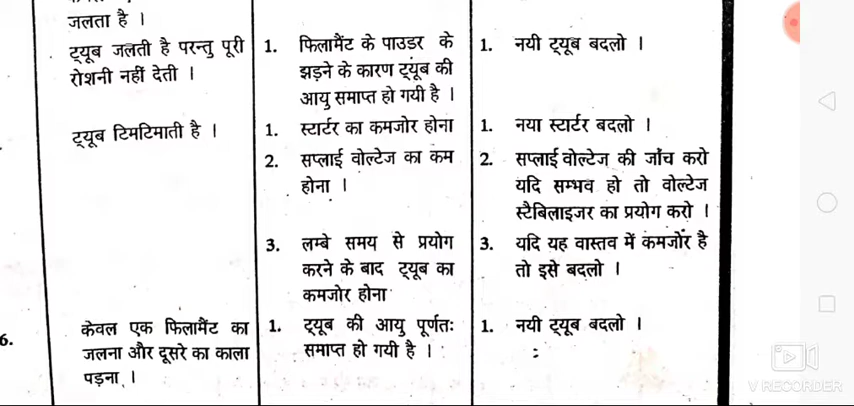 जलता है ।
ट्यूब जलती है परन्तु पूरी
रोशनी नहीं देती ।
1. फिलामैंट के पाउडर के
झड़ने के कारण ट्यूब की
आयु समाप्त हो गयी है ।
1. नयी ट्यूब बदलो ।
ट्यूब टिमटिमाती है ।
1. स्टार्टर का कमजोर होना
2. सप्लाई वोल्टेज का कम
होना ।
3. लम्बे समय से प्रयोग
करने के बाद ट्यूब का
कमजोर होना
1. नया स्टार्टर बदलो ।
2. सप्लाई वोल्टेज की जाँच करो
यदि सम्भव हो तो वोल्टेज
स्टैबिलाइजर का प्रयोग करो ।
3. यदि यह वास्तव में कमजोर है
तो इसे बदलो ।
6.
केवल एक फिलामैंट का
जलना और दूसरे का काला
पड़ना ।
1. ट्यूब की आयु पूर्णतः
समाप्त हो गयी है ।
1. नयी ट्यूब बदलो ।
V RECORDER